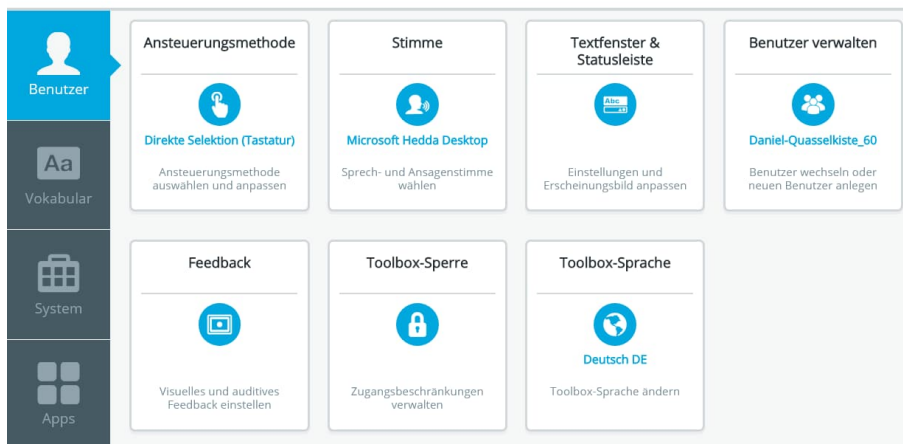 Benutzer
Aa
Vokabular
System
Apps
Ansteuerungsmethode
Direkte Selektion (Tastatur)
Ansteuerungsmethode
auswählen und anpassen
Stimme
Microsoft Hedda Desktop
Sprech- und Ansagenstimme
wählen
Textfenster &
Statusleiste
Abc
Einstellungen und
Erscheinungsbild anpassen
Benutzer verwalten
Daniel-Quasselkiste_60
Benutzer wechseln oder
neuen Benutzer anlegen
Feedback
Visuelles und auditives
Feedback einstellen
Toolbox-Sperre
Zugangsbeschränkungen
verwalten
Toolbox-Sprache
Deutsch DE
Toolbox-Sprache ändern